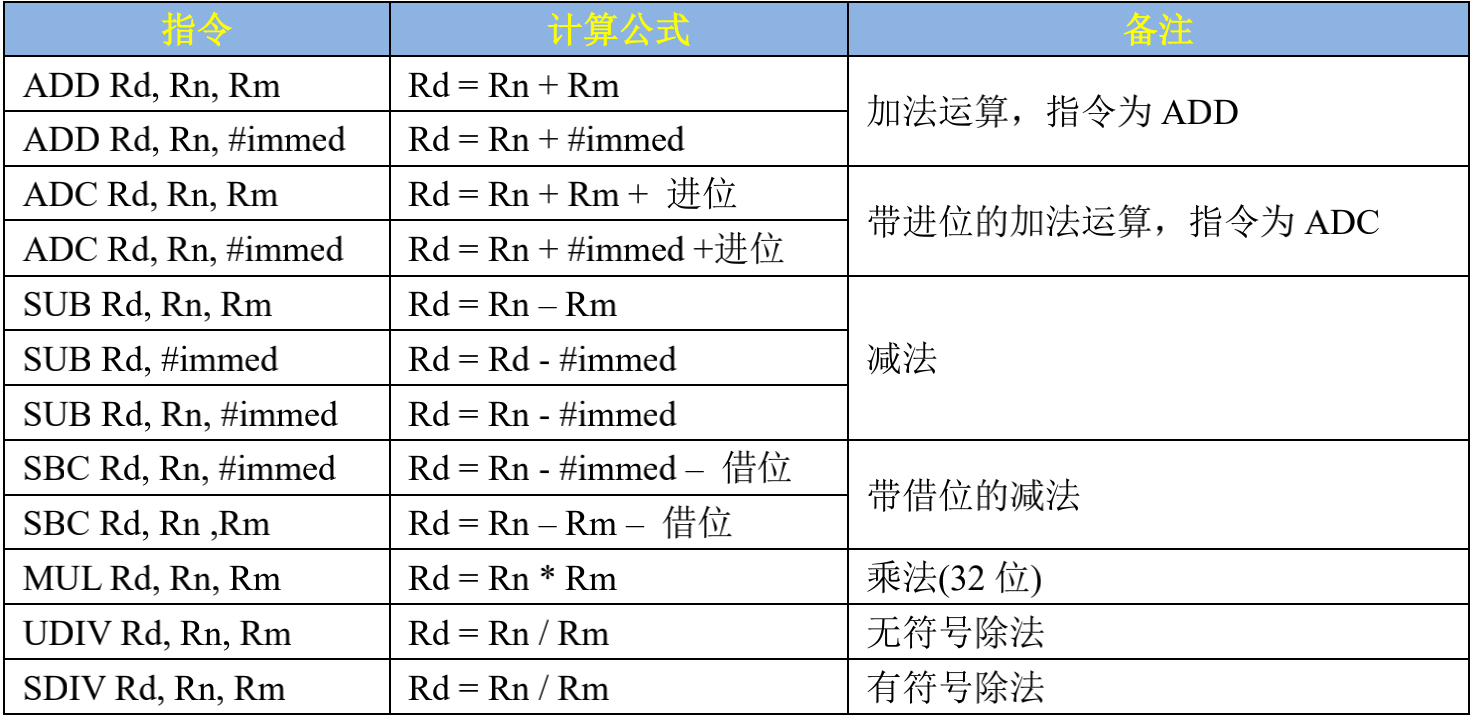 指令 计算公式 备注
ADD Rd, Rn, Rm Rd = Rn + Rm 加法运算，指令为 ADD
ADD Rd, Rn, #immed Rd = Rn + #immed
ADC Rd, Rn, Rm Rd = Rn + Rm + 进位 带进位的加法运算，指令为 ADC
ADC Rd, Rn, #immed Rd = Rn + #immed +进位
SUB Rd, Rn, Rm Rd = Rn – Rm 减法
SUB Rd, #immed Rd = Rd - #immed
SUB Rd, Rn, #immed Rd = Rn - #immed
SBC Rd, Rn, #immed Rd = Rn - #immed – 借位 带借位的减法
SBC Rd, Rn ,Rm Rd = Rn – Rm – 借位
MUL Rd, Rn, Rm Rd = Rn * Rm 乘法(32 位)
UDIV Rd, Rn, Rm Rd = Rn / Rm 无符号除法
SDIV Rd, Rn, Rm Rd = Rn / Rm 有符号除法